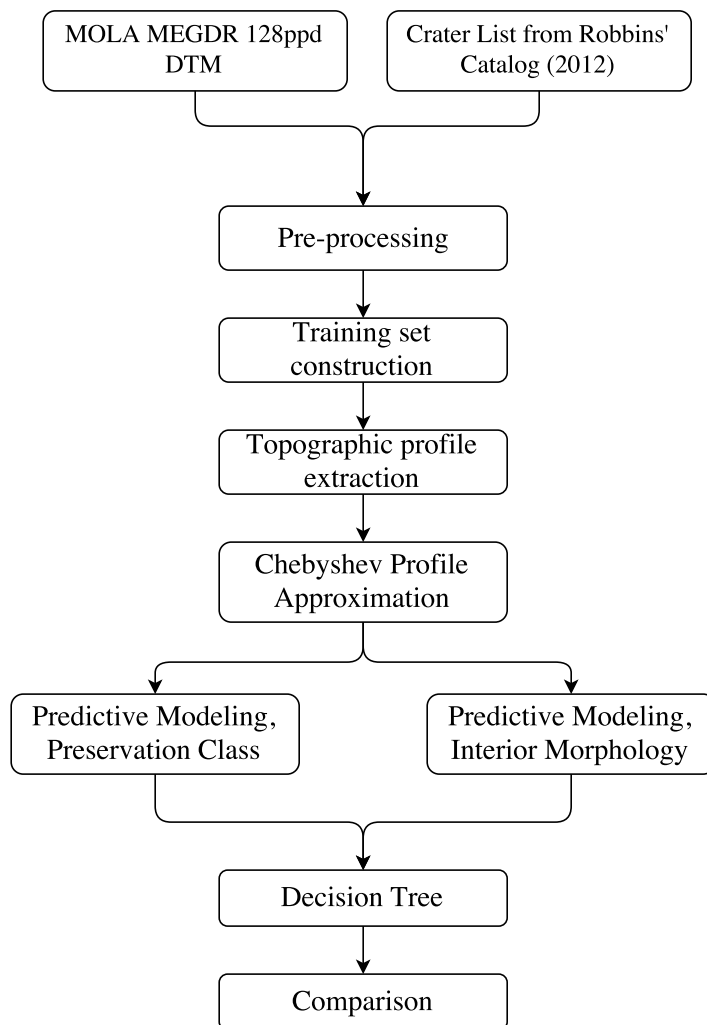 MOLA MEGDR 128ppd
DTM
Crater List from Robbins'
Catalog (2012)
Pre-processing
Training set
construction
Topographic profile
extraction
Chebyshev Profile
Approximation
Predictive Modeling,
Preservation Class
Predictive Modeling,
Interior Morphology
Decision Tree
Comparison